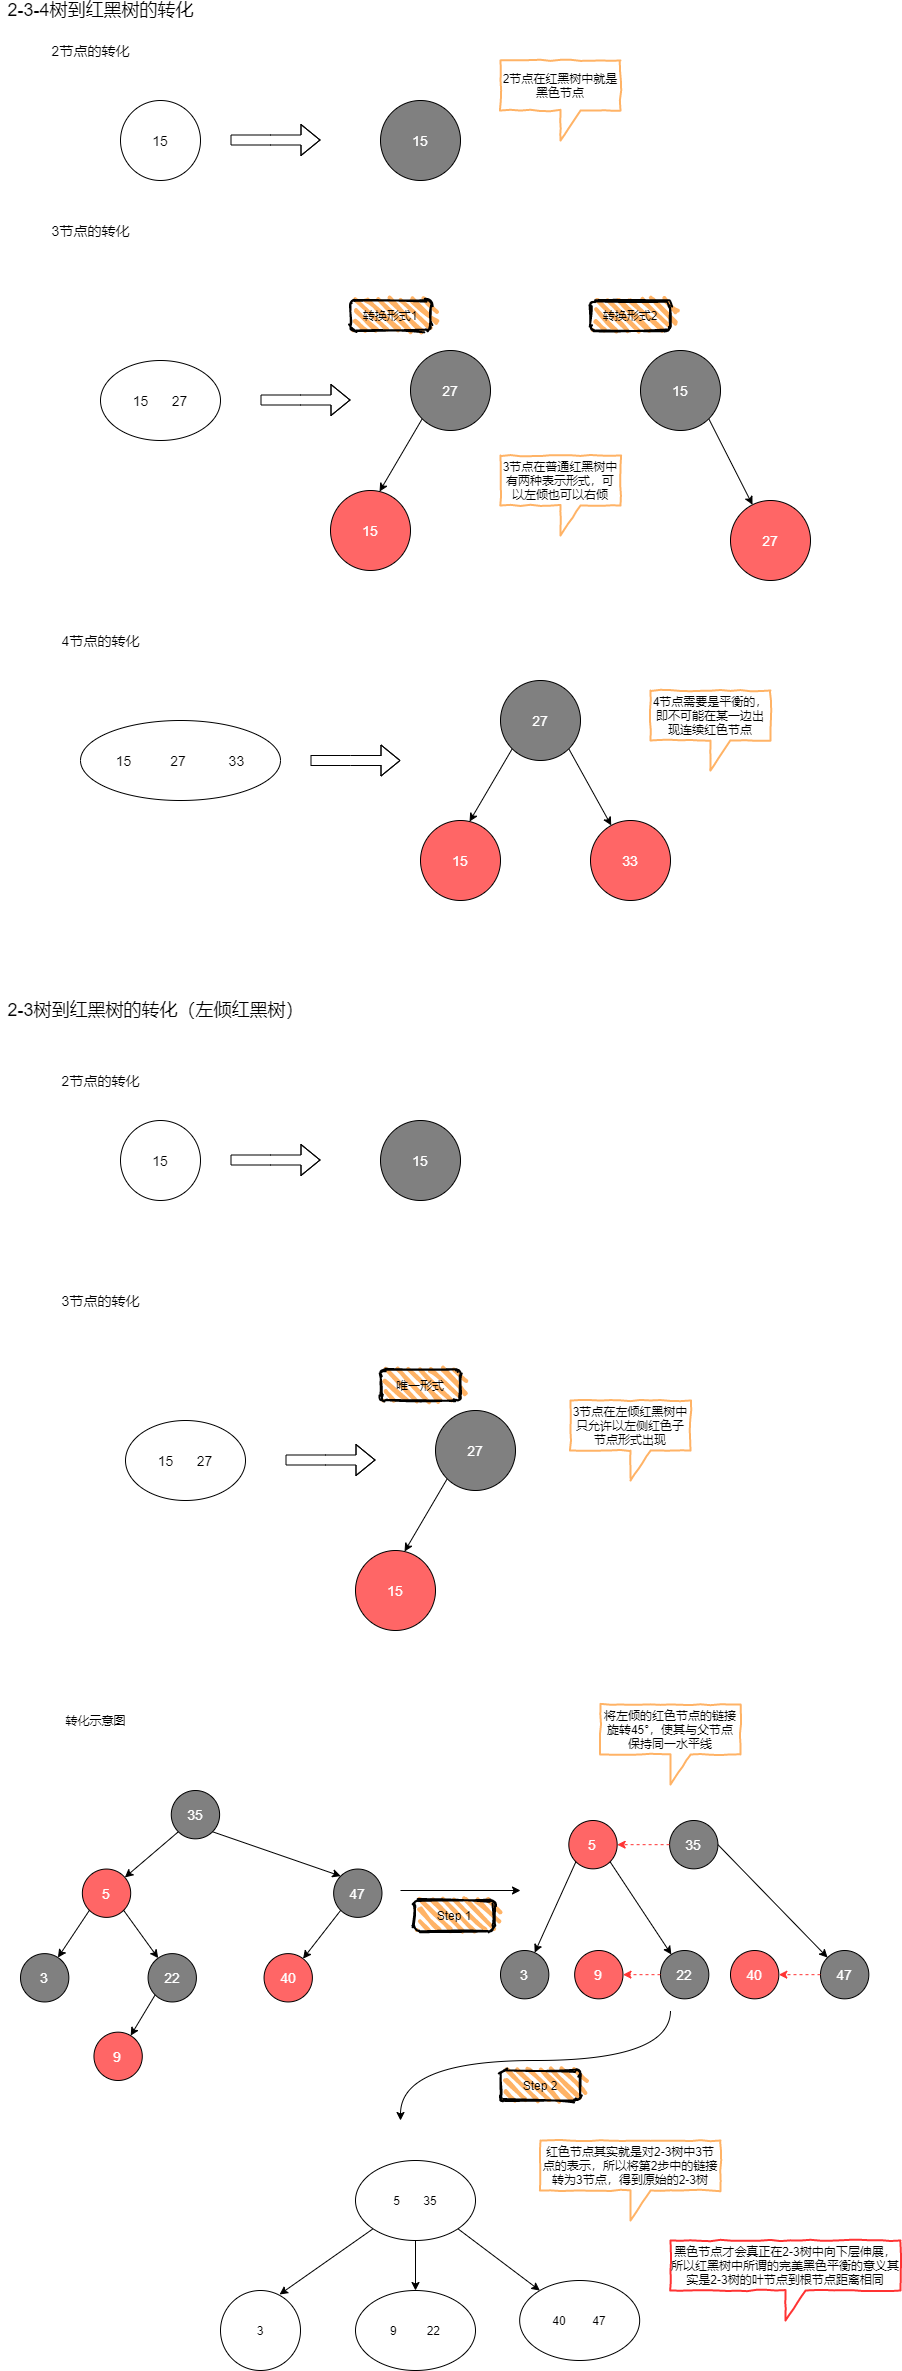 2-3-4树到红黑树的转化
2节点的转化
2节点在红黑树中就是
黑色节点
15
15
3节点的转化
转换形式1
转换形式2
15 27
27
15
3节点在普通红黑树中
有两种表示形式，可
以左倾也可以右倾
15
27
4节点的转化
27
4节点需要是平衡的，
即不可能在某一边出
现连续红色节点
15 27 33
15
33
2-3树到红黑树的转化（左倾红黑树）
2节点的转化
15
15
3节点的转化
唯一形式
3节点在左倾红黑树中
只允许以左侧红色子
节点形式出现
15 27
27
15
转化示意图
将左倾的红色节点的链接
旋转45°，使其与父节点
保持同一水平线
35
5
47
3
22
40
9
Step 1
5
35
3
9
22
40
47
Step 2
红色节点其实就是对2-3树中3节
点的表示，所以将第2步中的链接
转为3节点，得到原始的2-3树
5 35
黑色节点才会真正在2-3树中向下层伸展，
所以红黑树中所谓的完美黑色平衡的意义其
实是2-3树的叶节点到根节点距离相同
3
9 22
40 47